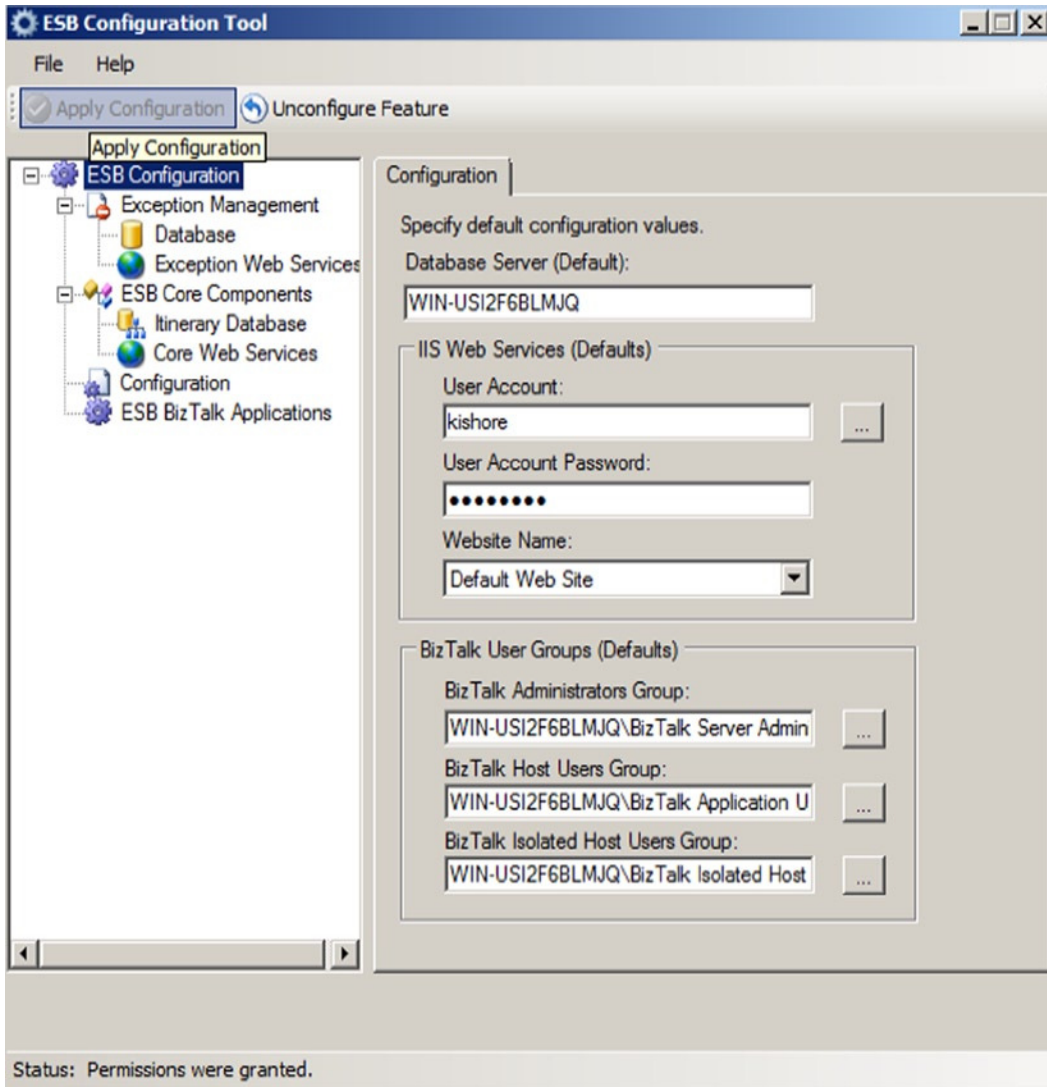 ESB Configuration Tool
File Help
Apply Configuration Unconfigure Feature
Apply Configuration
ESB Configuration
Exception Management
Database
Exception Web Services
ESB Core Components
Itinerary Database
Core Web Services
Configuration
ESB BizTalk Applications
Configuration
Specify default configuration values.
Database Server (Default):
WIN-USI2F6BLMJQ
IIS Web Services (Defaults)
User Account:
kishore
...
User Account Password:
●●●●●●●●
Website Name:
Default Web Site
BizTalk User Groups (Defaults)
BizTalk Administrators Group:
WIN-USI2F6BLMJQ\BizTalk Server Admin
...
BizTalk Host Users Group:
WIN-USI2F6BLMJQ\BizTalk Application U
...
BizTalk Isolated Host Users Group:
WIN-USI2F6BLMJQ\BizTalk Isolated Host
...
Status: Permissions were granted.